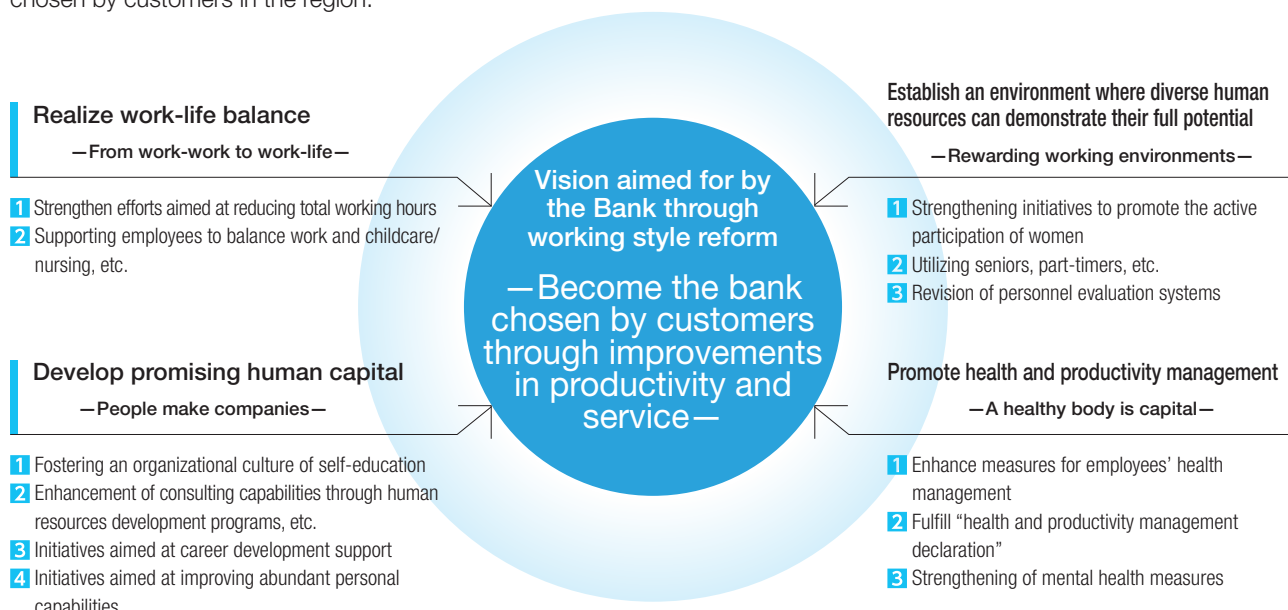 chosen by customers in the region.
Realize work-life balance
—From work-work to work-life—
1 Strengthen efforts aimed at reducing total working hours
2 Supporting employees to balance work and childcare/
nursing, etc.
Develop promising human capital
—People make companies—
1 Fostering an organizational culture of self-education
2 Enhancement of consulting capabilities through human
resources development programs, etc.
3 Initiatives aimed at career development support
4 Initiatives aimed at improving abundant personal
capabilities
Vision aimed for by
the Bank through
working style reform
—Become the bank
chosen by customers
through improvements
in productivity and
service—
Establish an environment where diverse human
resources can demonstrate their full potential
—Rewarding working environments—
1 Strengthening initiatives to promote the active
participation of women
2 Utilizing seniors, part-timers, etc.
3 Revision of personnel evaluation systems
Promote health and productivity management
—A healthy body is capital—
1 Enhance measures for employees’ health
management
2 Fulfill “health and productivity management
declaration”
3 Strengthening of mental health measures